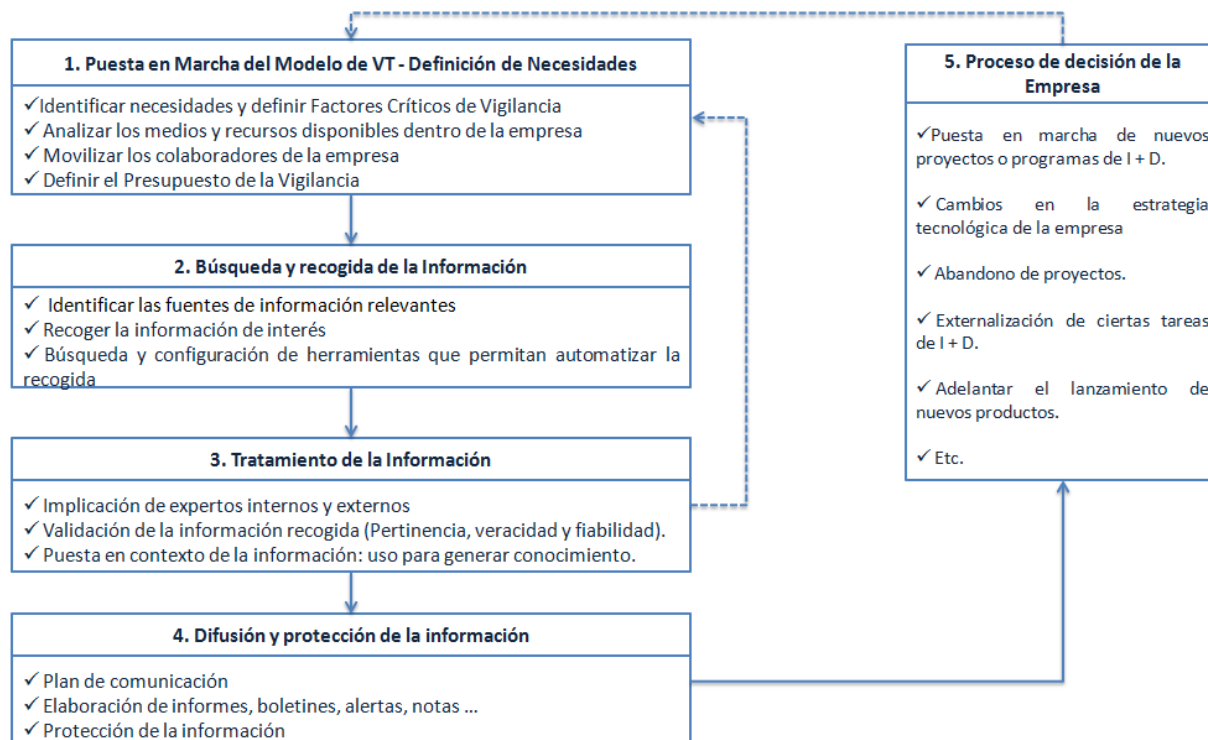 1. Puesta en Marcha del Modelo de VT - Definición de Necesidades
✓Identificar necesidades y definir Factores Críticos de Vigilancia
✓ Analizar los medios y recursos disponibles dentro de la empresa
✓ Movilizar los colaboradores de la empresa
✓ Definir el Presupuesto de la Vigilancia
2. Búsqueda y recogida de la Información
✓ Identificar las fuentes de información relevantes
✓ Recoger la información de interés
✓ Búsqueda y configuración de herramientas que permitan automatizar la
recogida
3. Tratamiento de la Información
✓ Implicación de expertos internos y externos
✓ Validación de la información recogida (Pertinencia, veracidad y fiabilidad).
✓ Puesta en contexto de la información: uso para generar conocimiento.
4. Difusión y protección de la información
✓ Plan de comunicación
✓ Elaboración de informes, boletines, alertas, notas ...
✓ Protección de la información
5. Proceso de decisión de la
Empresa
✓Puesta en marcha de nuevos
proyectos o programas de I + D.
✓ Cambios en la estrategia
tecnológica de la empresa
✓ Abandono de proyectos.
✓ Externalización de ciertas tareas
de I + D.
✓ Adelantar el lanzamiento de
nuevos productos.
✓ Etc.